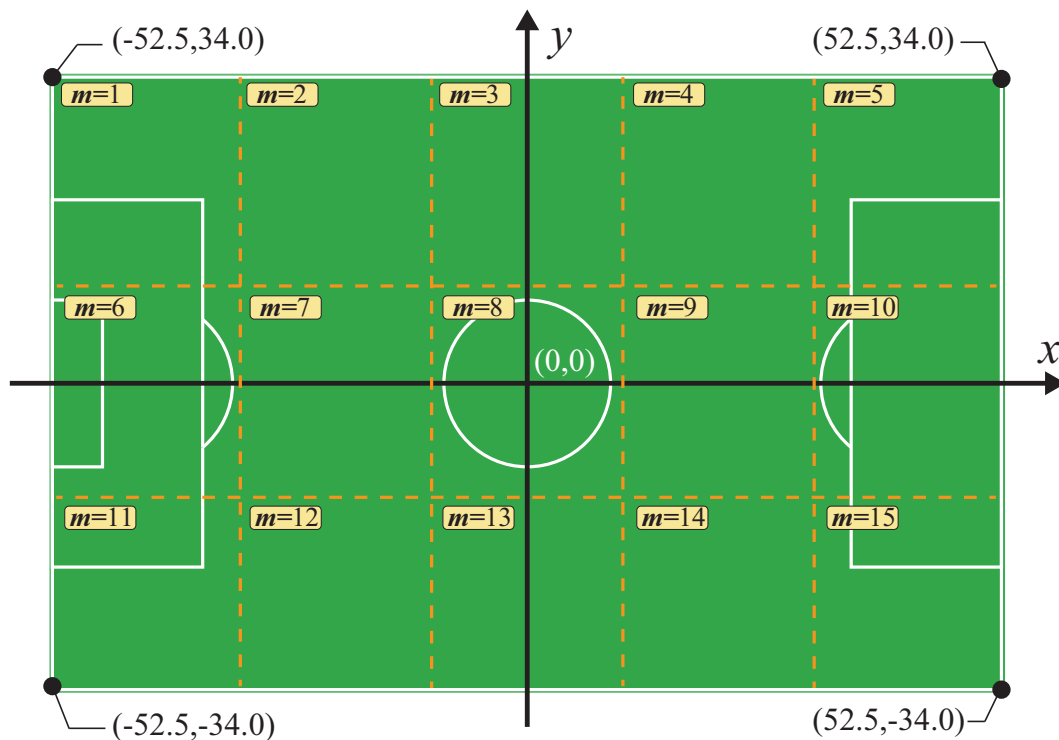 (-52.5,34.0)
y
(52.5,34.0)
m=1
m=2
m=3
m=4
m=5
m=6
m=7
m=8
m=9
m=10
(0,0)
x
m=11
m=12
m=13
m=14
m=15
(-52.5,-34.0)
(52.5,-34.0)